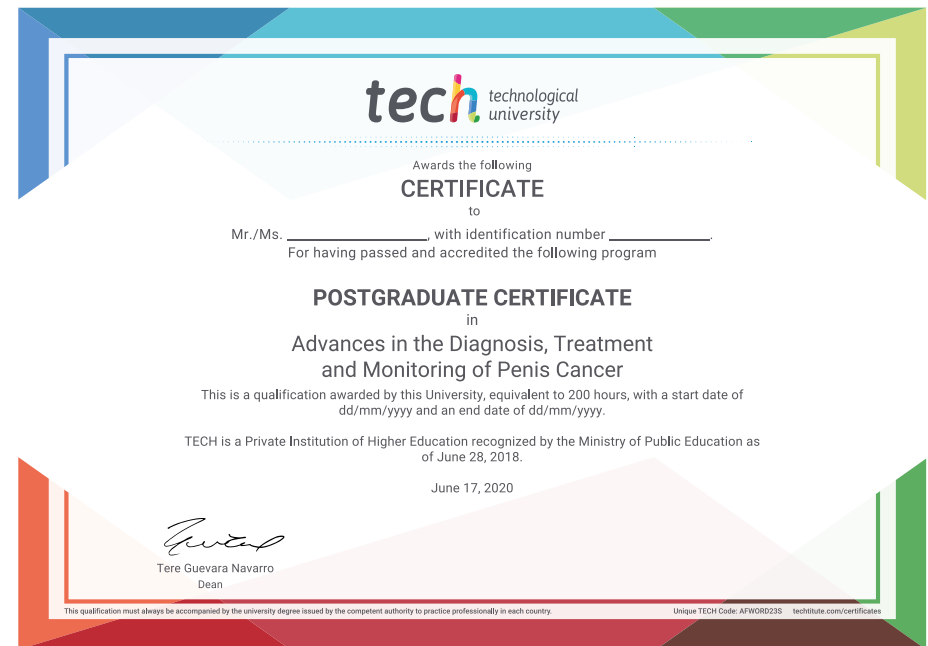 tech technological
university
Awards the following
CERTIFICATE
to
Mr./Ms. ____________________, with identification number ______________.
For having passed and accredited the following program
POSTGRADUATE CERTIFICATE
in
Advances in the Diagnosis, Treatment
and Monitoring of Penis Cancer
This is a qualification awarded by this University, equivalent to 200 hours, with a start date of
dd/mm/yyyy and an end date of dd/mm/yyyy.
TECH is a Private Institution of Higher Education recognized by the Ministry of Public Education as
of June 28, 2018.
June 17, 2020
Tere Guevara Navarro
Dean
This qualification must always be accompanied by the university degree issued by the competent authority to practice professionally in each country.
Unique TECH Code: AFWORD23S techtitute.com/certificates